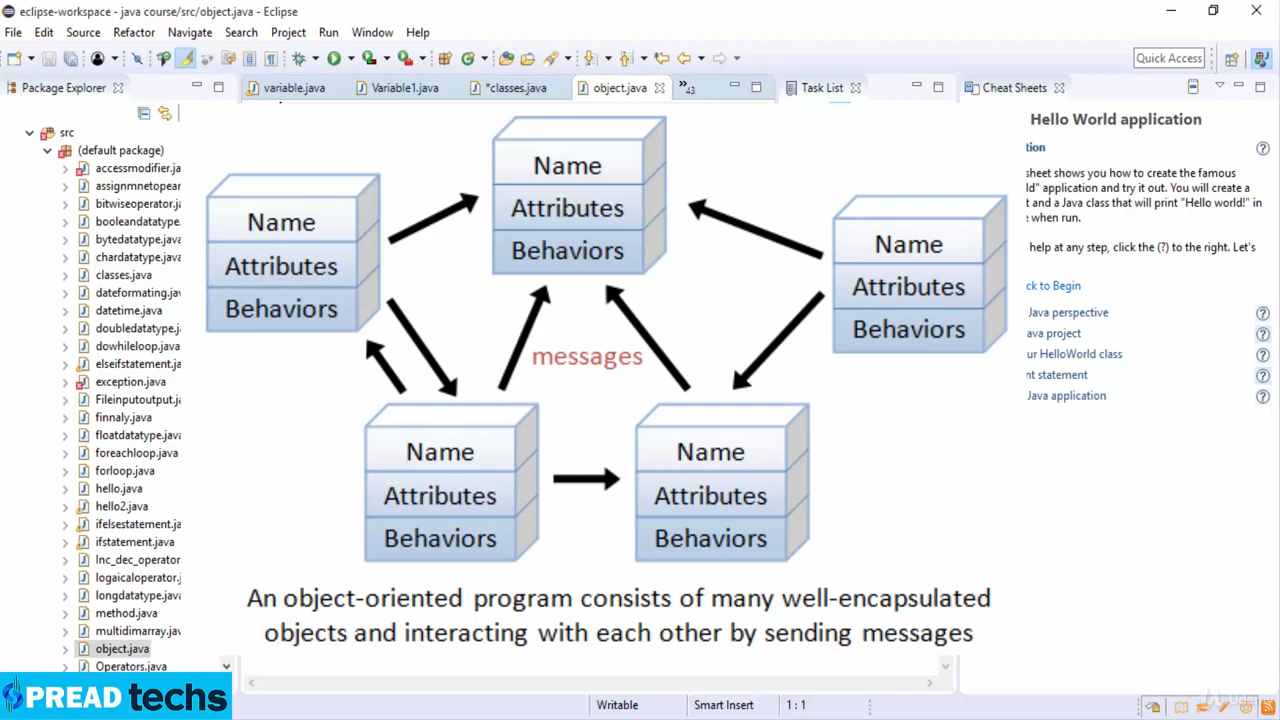 eclipse-workspace - java course/src/object.java - Eclipse
File Edit Source Refactor Navigate Search Project Run Window Help
Quick Access
Package Explorer
variable.java
Variable1.java
*classes.java
object.java
»43
Task List
Cheat Sheets
src
(default package)
accessmodifier.ja
assignmnetopear
bitwiseoperator.j
booleandatatype.
bytedatatype.java
chardatatype.java
classes.java
dateformating.jav
datetime.java
doubledatatype.ja
dowhileloop.java
elseifstatement.ja
exception.java
Fileinputoutput.ja
finnaly.java
floatdatatype.java
foreachloop.java
forloop.java
hello.java
hello2.java
ifelsestatement.ja
ifstatement.java
Inc_dec_operator
logaicaloperator.j
longdatatype.java
method.java
multidimarray.jav
object.java
Operators.java
Name
Attributes
Behaviors
Name
Attributes
Behaviors
Name
Attributes
Behaviors
messages
Name
Attributes
Behaviors
Name
Attributes
Behaviors
An object-oriented program consists of many well-encapsulated
objects and interacting with each other by sending messages
Hello World application
tion
sheet shows you how to create the famous
ld" application and try it out. You will create a
t and a Java class that will print "Hello world!" in
e when run.
help at any step, click the (?) to the right. Let's
ck to Begin
Java perspective
ava project
ur HelloWorld class
nt statement
Java application
SPREAD techs
Writable
Smart Insert
1 : 1
Udemy